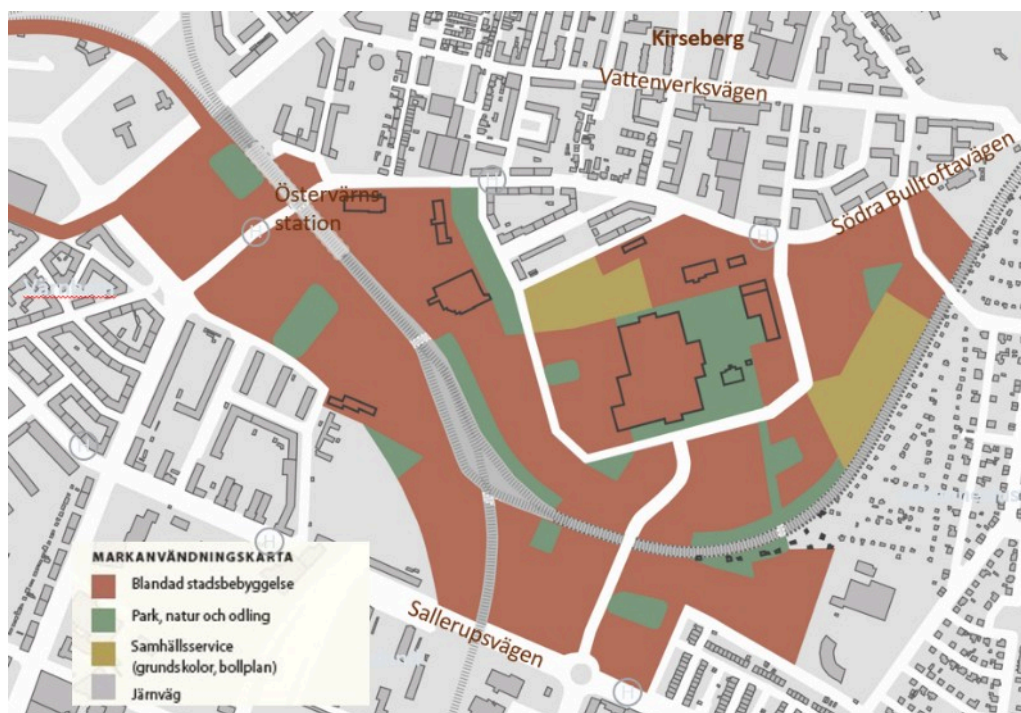 Kirseberg
Vattenverksvägen
Södra Bulltoftavägen
Östervärns
station
H
H
H
H
H
H
MARKANVÄNDNINGSKARTA
Blandad stadsbebyggelse
Park, natur och odling
Samhällsservice
(grundskolor, bollplan)
Järnväg
Sallerupsvägen